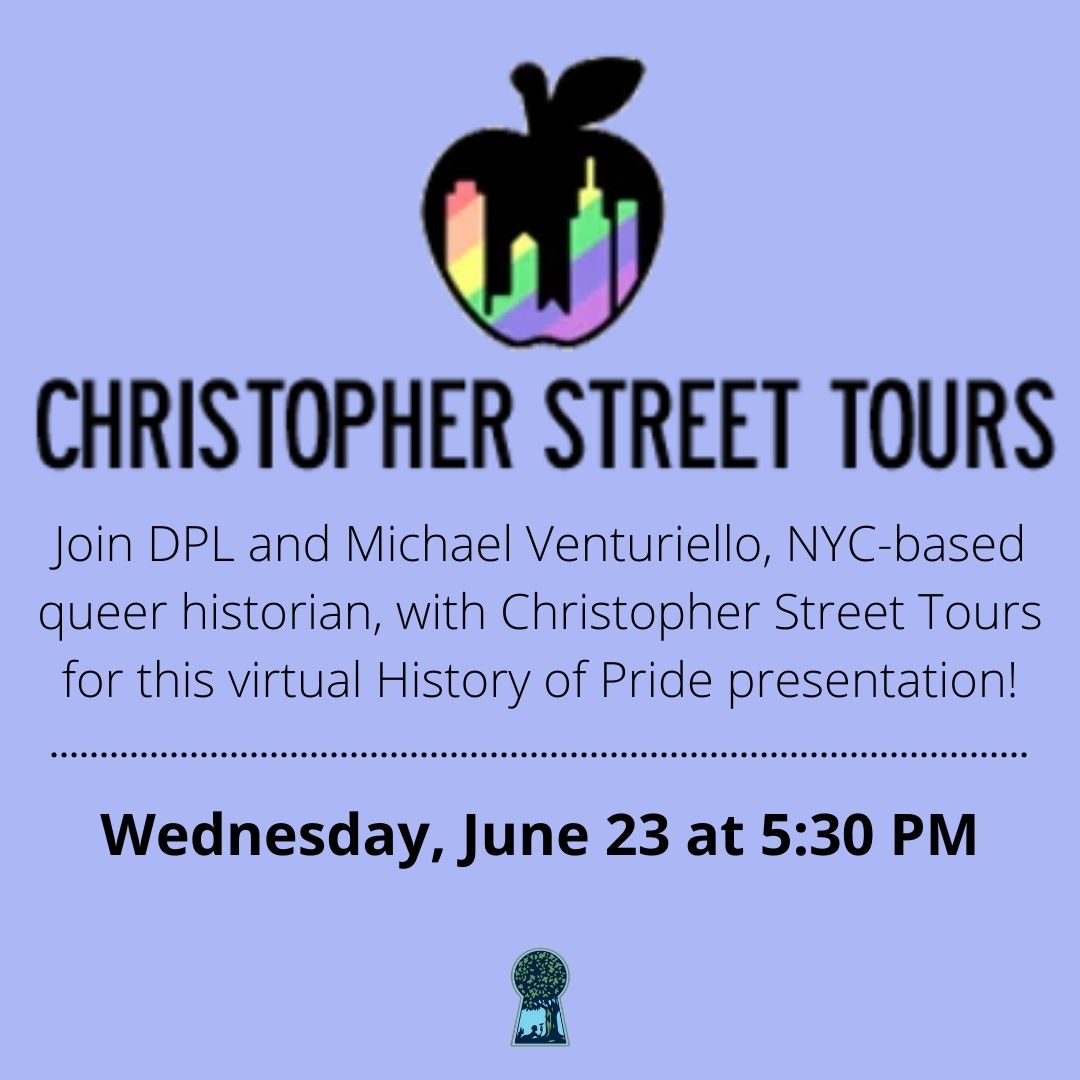 CHRISTOPHER STREET TOURS
Join DPL and Michael Venturiello, NYC-based
queer historian, with Christopher Street Tours
for this virtual History of Pride presentation!
Wednesday, June 23 at 5:30 PM